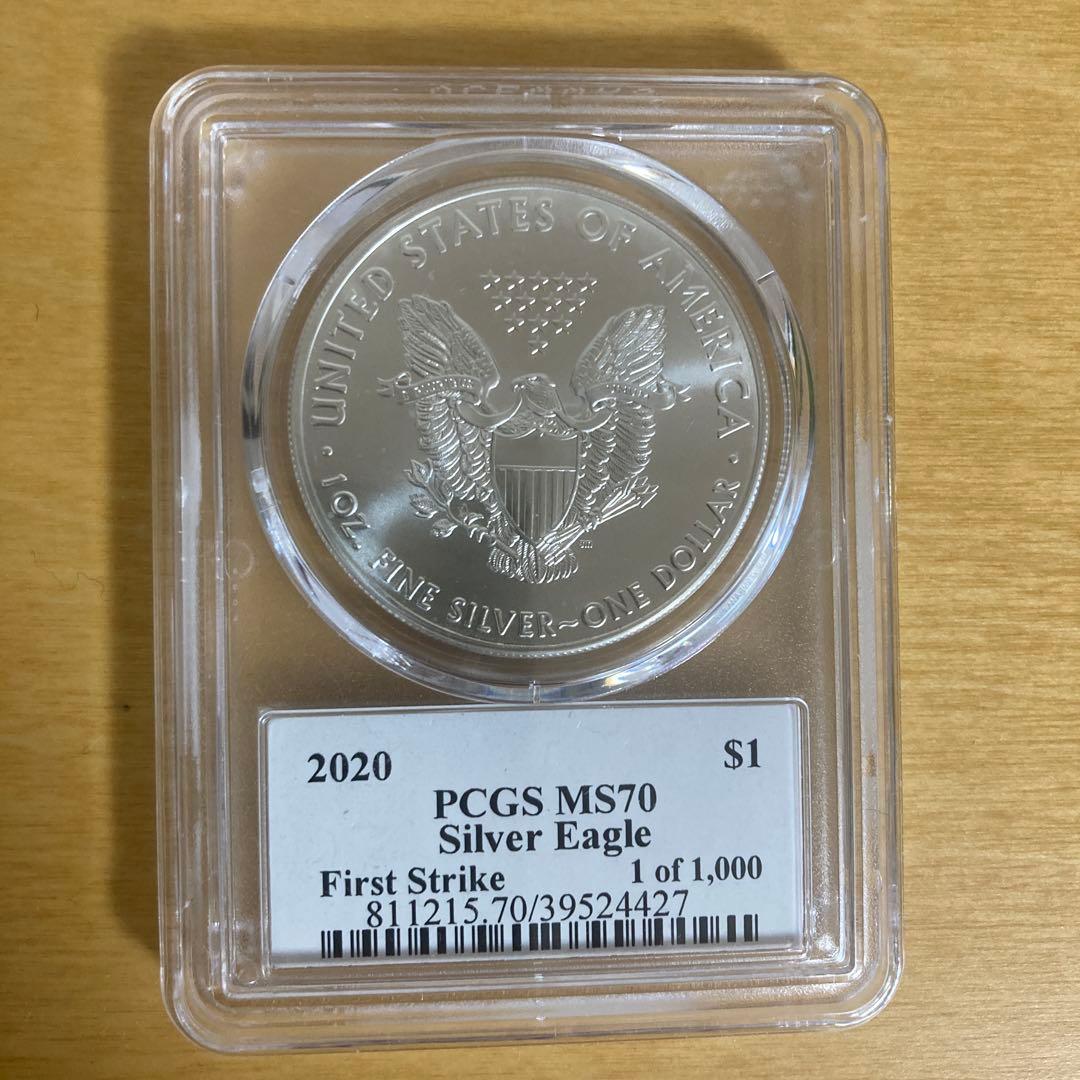 UNITED STATES OF AMERICA
· 1 OZ. FINE SILVER~ONE DOLLAR ·
2020 $1
PCGS MS70
Silver Eagle
First Strike 1 of 1,000
811215.70/39524427